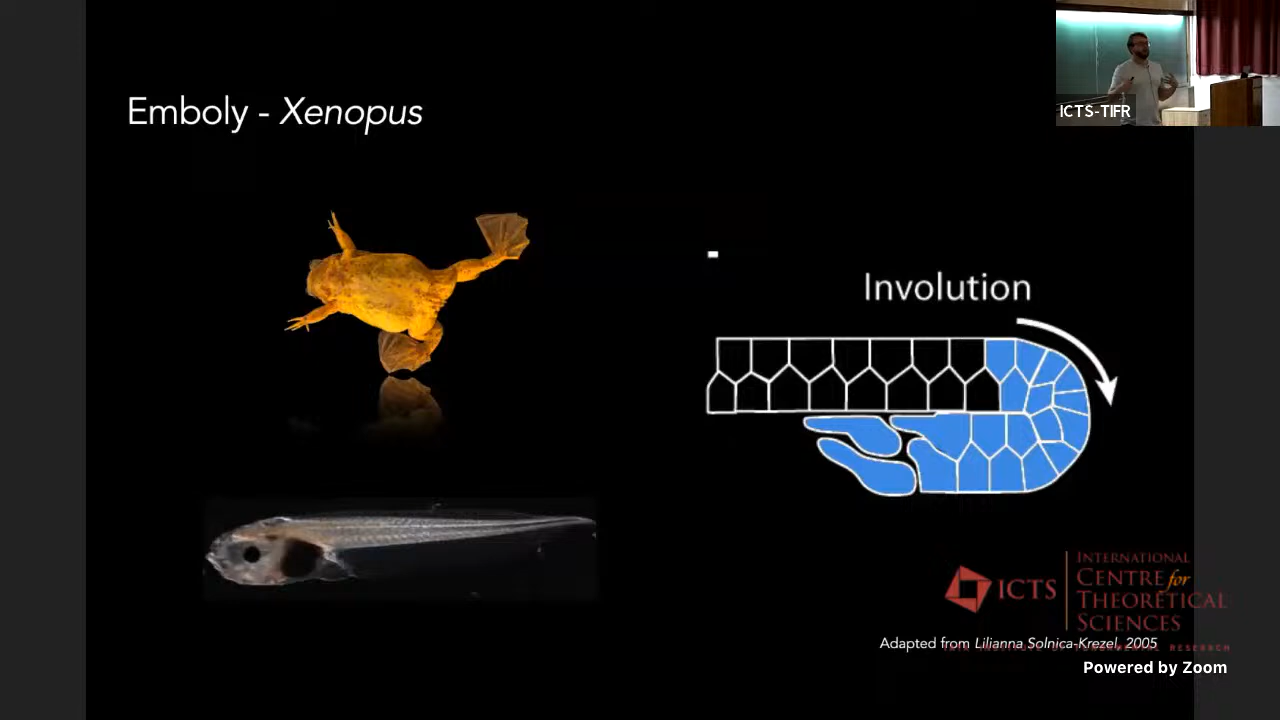 Emboly - Xenopus
ICTS-TIFR
Involution
ICTS
INTERNATIONAL
CENTRE for
THEORETICAL
SCIENCES
Adapted from Lilianna Solnica-Krezel, 2005
RESEARCH
Powered by Zoom